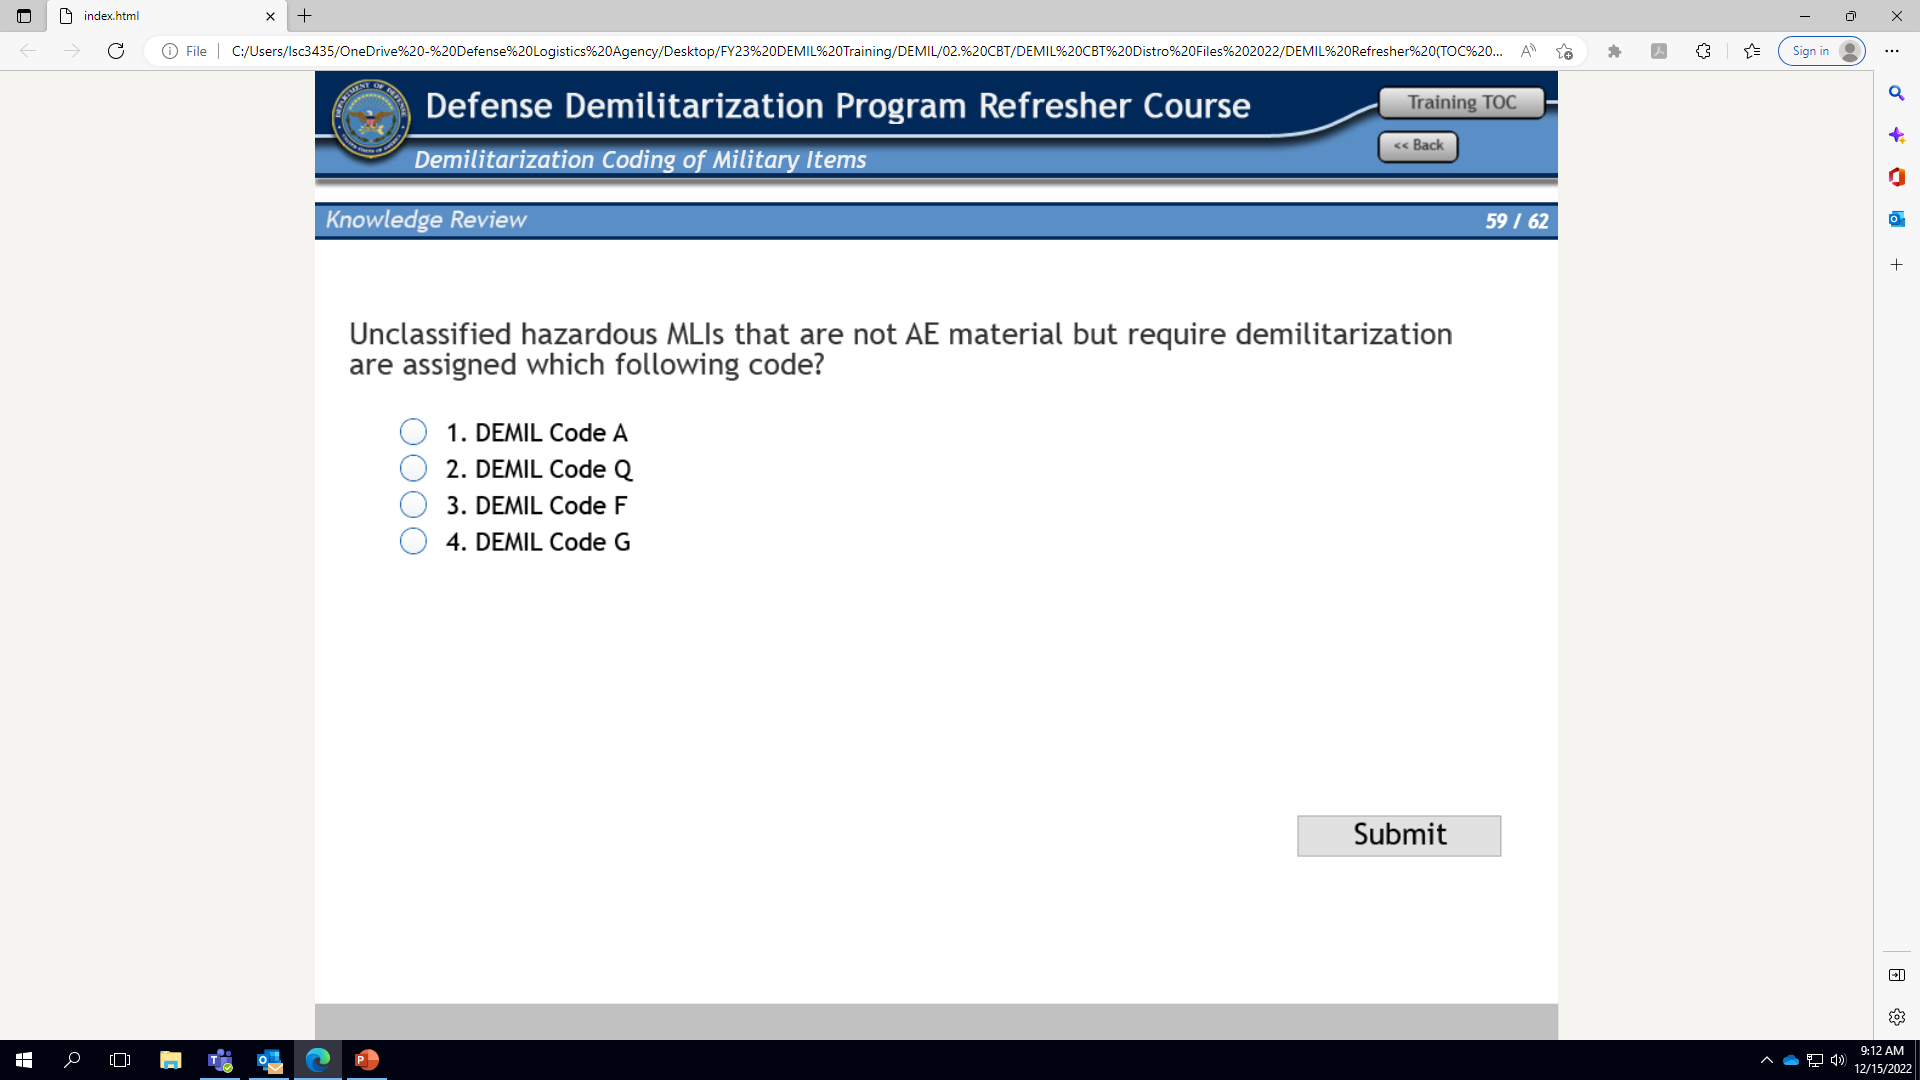 index.html
File
C:/Users/lsc3435/OneDrive%20-%20Defense%20Logistics%20Agency/Desktop/FY23%20DEMIL%20Training/DEMIL/02.%20CBT/DEMIL%20CBT%20Distro%20Files%202022/DEMIL%20Refresher%20(TOC%20...
Sign in
Defense Demilitarization Program Refresher Course
Training TOC
<< Back
Demilitarization Coding of Military Items
Knowledge Review
59 / 62
Unclassified hazardous MLIs that are not AE material but require demilitarization
are assigned which following code?
1. DEMIL Code A
2. DEMIL Code Q
3. DEMIL Code F
4. DEMIL Code G
Submit
9:12 AM
12/15/2022